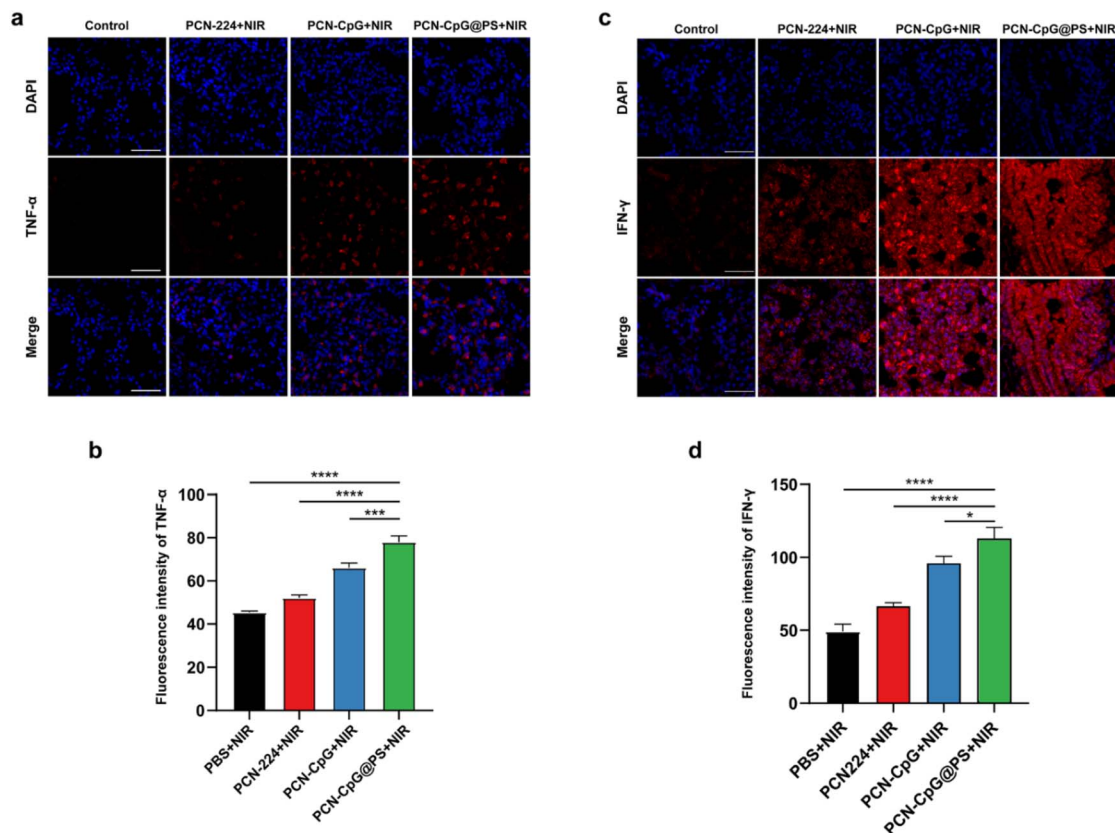 a
Control PCN-224+NIR PCN-CpG+NIR PCN-CpG@PS+NIR
DAPI
TNF-α
Merge
b
Fluorescence intensity of TNF-α
100
80
60
40
20
0
****
****
***
PBS+NIR
PCN-224+NIR
PCN-CpG+NIR
PCN-CpG@PS+NIR
c
Control PCN-224+NIR PCN-CpG+NIR PCN-CpG@PS+NIR
DAPI
IFN-γ
Merge
d
Fluorescence intensity of IFN-γ
150
100
50
0
****
****
*
PBS+NIR
PCN224+NIR
PCN-CpG+NIR
PCN-CpG@PS+NIR